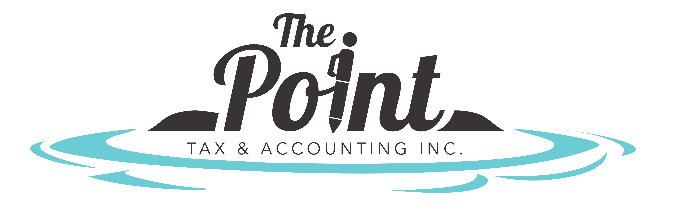 The
Point
TAX & ACCOUNTING INC.